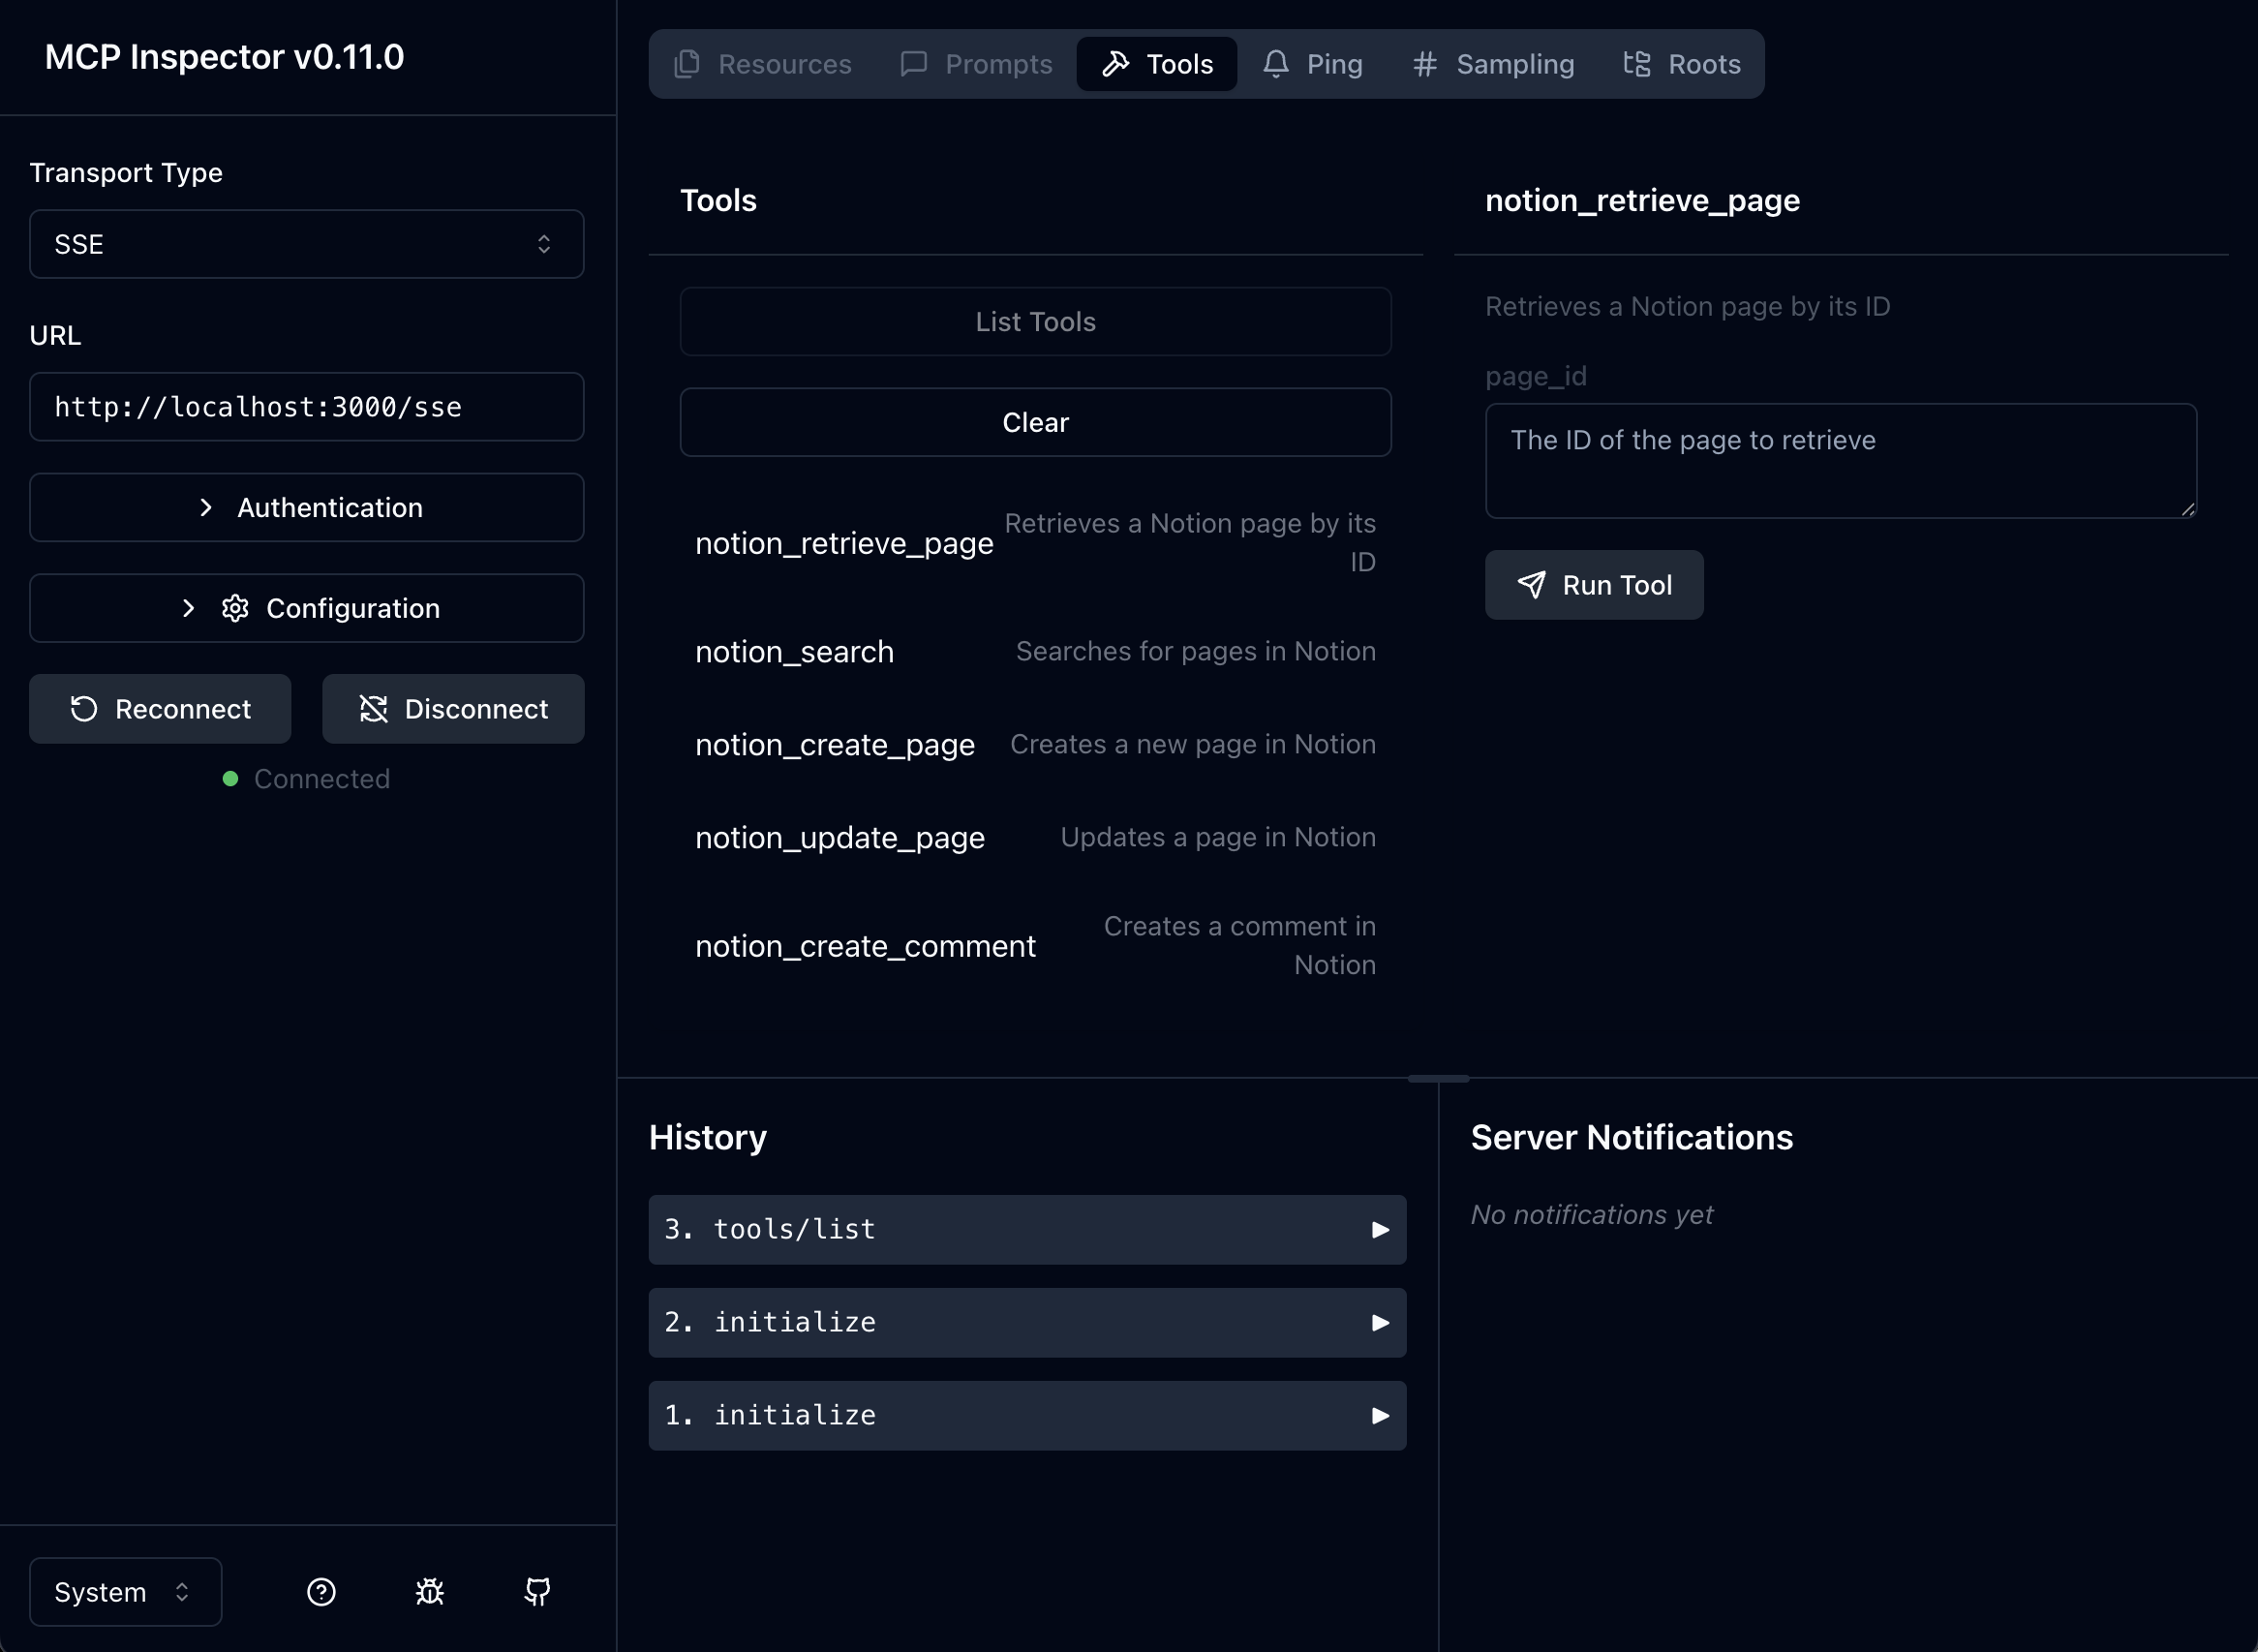 MCP Inspector v0.11.0
Transport Type
SSE
URL
http://localhost:3000/sse
Authentication
Configuration
Reconnect
Disconnect
Connected
System
Resources
Prompts
Tools
Ping
Sampling
Roots
Tools
List Tools
Clear
notion_retrieve_page
Retrieves a Notion page by its
ID
notion_search
Searches for pages in Notion
notion_create_page
Creates a new page in Notion
notion_update_page
Updates a page in Notion
notion_create_comment
Creates a comment in
Notion
notion_retrieve_page
Retrieves a Notion page by its ID
page_id
The ID of the page to retrieve
Run Tool
History
3. tools/list
2. initialize
1. initialize
Server Notifications
No notifications yet